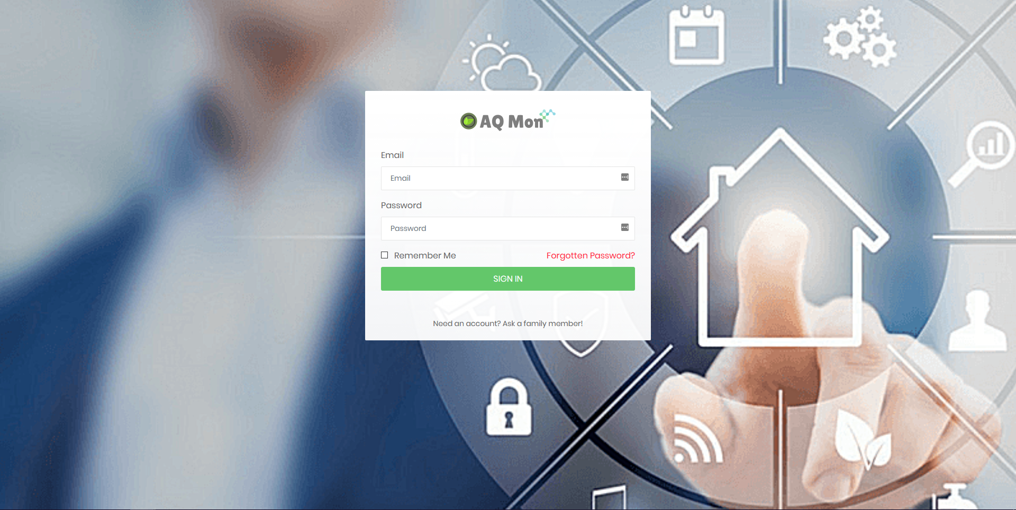 AQ Mon
Email
Email
Password
Password
Remember Me Forgotten Password?
SIGN IN
Need an account? Ask a family member!